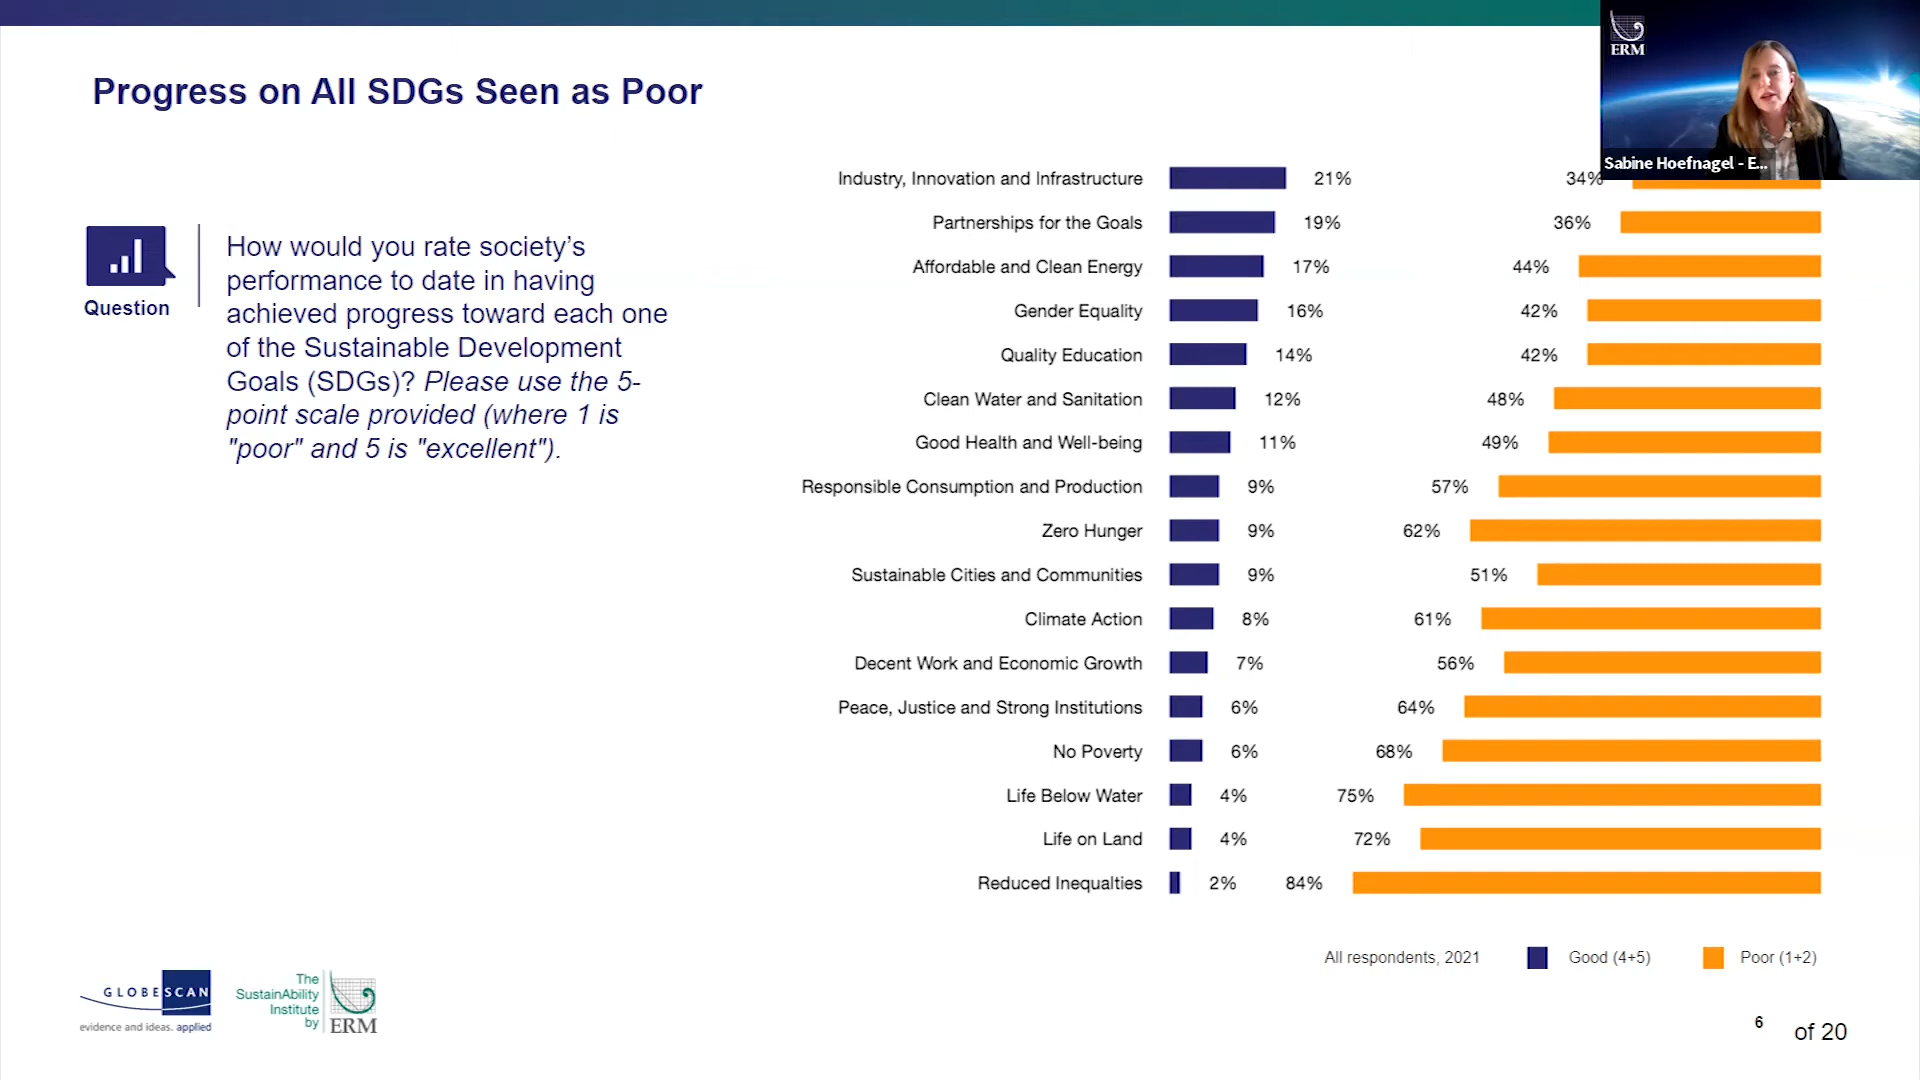 Progress on All SDGs Seen as Poor
ERM
Sabine Hoefnagel - E...
Question
How would you rate society's
performance to date in having
achieved progress toward each one
of the Sustainable Development
Goals (SDGs)? Please use the 5-
point scale provided (where 1 is
"poor" and 5 is "excellent").
Industry, Innovation and Infrastructure 21% 34%
Partnerships for the Goals 19% 36%
Affordable and Clean Energy 17% 44%
Gender Equality 16% 42%
Quality Education 14% 42%
Clean Water and Sanitation 12% 48%
Good Health and Well-being 11% 49%
Responsible Consumption and Production 9% 57%
Zero Hunger 9% 62%
Sustainable Cities and Communities 9% 51%
Climate Action 8% 61%
Decent Work and Economic Growth 7% 56%
Peace, Justice and Strong Institutions 6% 64%
No Poverty 6% 68%
Life Below Water 4% 75%
Life on Land 4% 72%
Reduced Inequalties 2% 84%
All respondents, 2021 Good (4+5) Poor (1+2)
GLOBESCAN
evidence and ideas. applied
The
SustainAbility
Institute
by
ERM
6 of 20